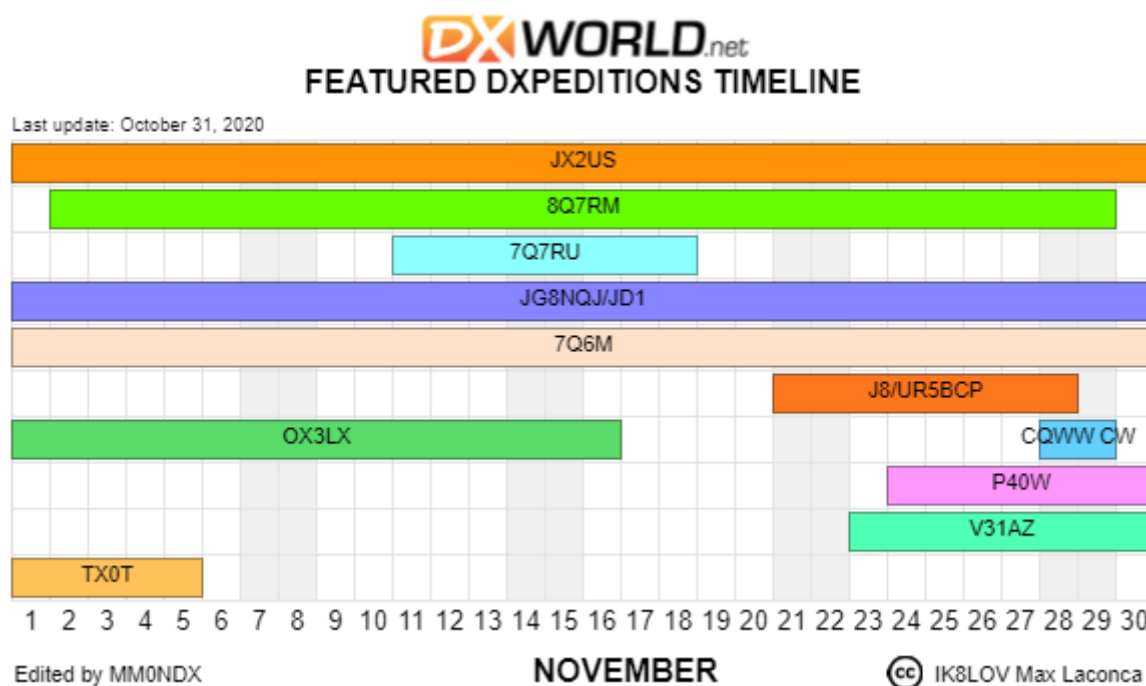 DX WORLD.net
FEATURED DXPEDITIONS TIMELINE
Last update: October 31, 2020
JX2US
8Q7RM
7Q7RU
JG8NQJ/JD1
7Q6M
J8/UR5BCP
OX3LX CQWW CW
P40W
V31AZ
TX0T
1 2 3 4 5 6 7 8 9 10 11 12 13 14 15 16 17 18 19 20 21 22 23 24 25 26 27 28 29 30
Edited by MM0NDX NOVEMBER cc IK8LOV Max Laconca